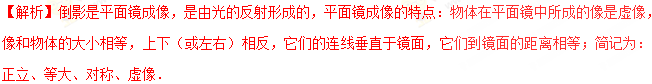 【解析】倒影是平面镜成像，是由光的反射形成的，平面镜成像的特点：物体在平面镜中所成的像是虚像，
像和物体的大小相等，上下（或左右）相反，它们的连线垂直于镜面，它们到镜面的距离相等；简记为：
正立、等大、对称、虚像．